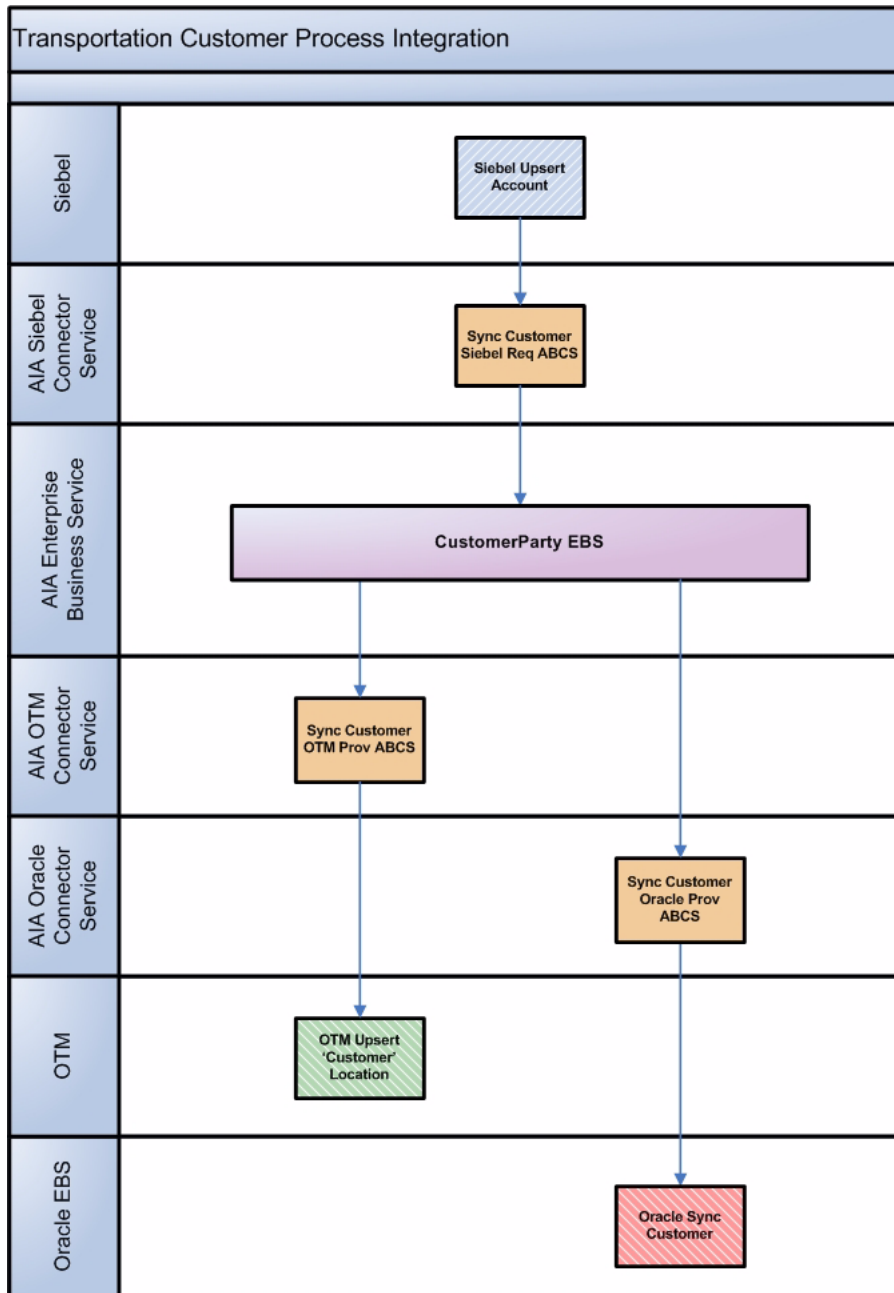 Transportation Customer Process Integration
Siebel
Siebel Upsert
Account
AIA Siebel
Connector
Service
Sync Customer
Siebel Req ABCS
AIA Enterprise
Business Service
CustomerParty EBS
AIA OTM
Connector
Service
Sync Customer
OTM Prov ABCS
AIA Oracle
Connector
Service
Sync Customer
Oracle Prov
ABCS
OTM
OTM Upsert
‘Customer’
Location
Oracle EBS
Oracle Sync
Customer